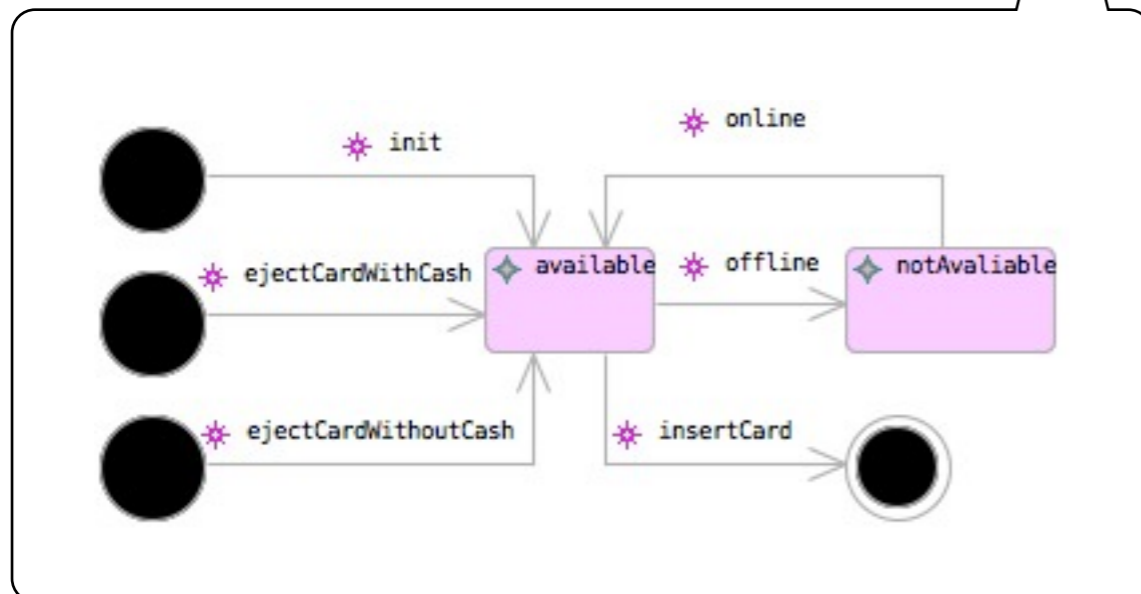 online
init
available
offline
notAvaliable
ejectCardWithCash
ejectCardWithoutCash
insertCard